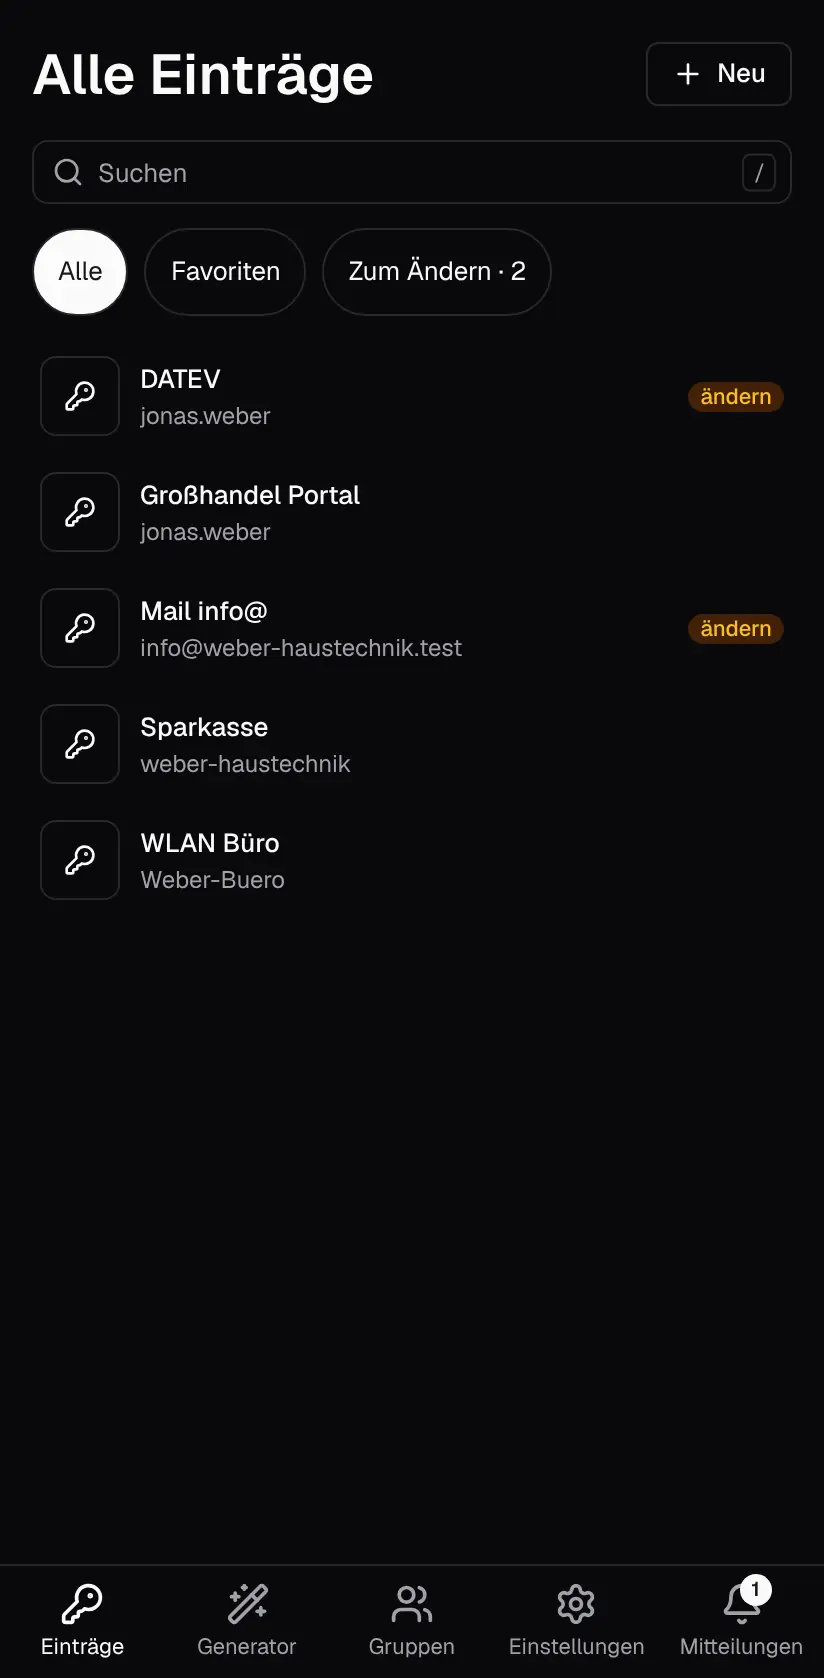 Alle Einträge
Neu
Suchen
/
Alle
Favoriten
Zum Ändern · 2
DATEV
jonas.weber
ändern
Großhandel Portal
jonas.weber
Mail info@
info@weber-haustechnik.test
ändern
Sparkasse
weber-haustechnik
WLAN Büro
Weber-Buero
1
Einträge
Generator
Gruppen
Einstellungen
Mitteilungen